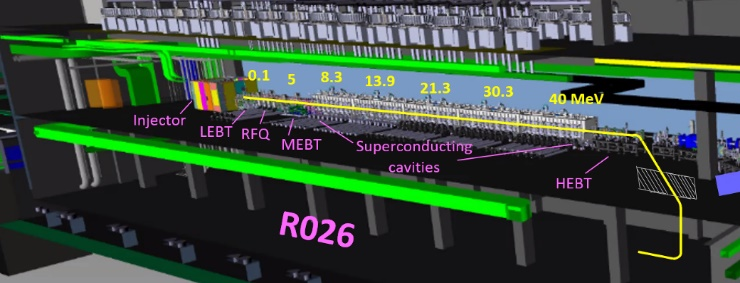 0.1
5
8.3
13.9
21.3
30.3
40 MeV
Injector
LEBT
RFQ
MEBT
Superconducting
cavities
HEBT
R026